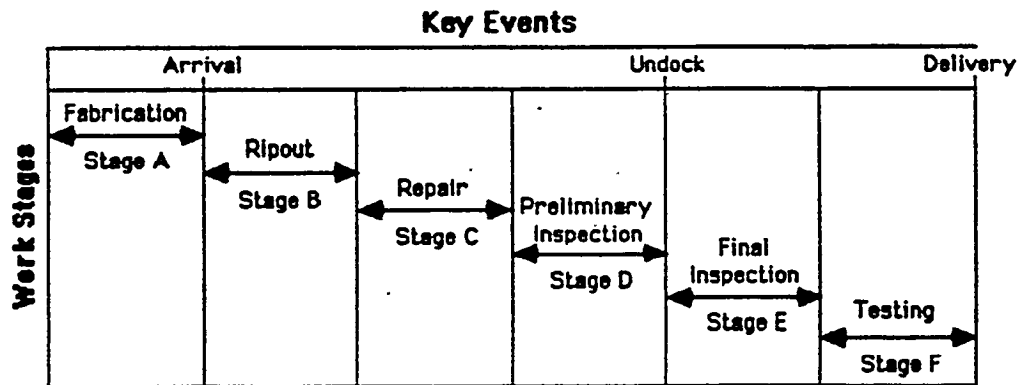 Key Events
Arrival Undock Delivery
Work Stages
Fabrication
Stage A
Ripout
Stage B
Repair
Stage C
Preliminary
Inspection
Stage D
Final
Inspection
Stage E
Testing
Stage F